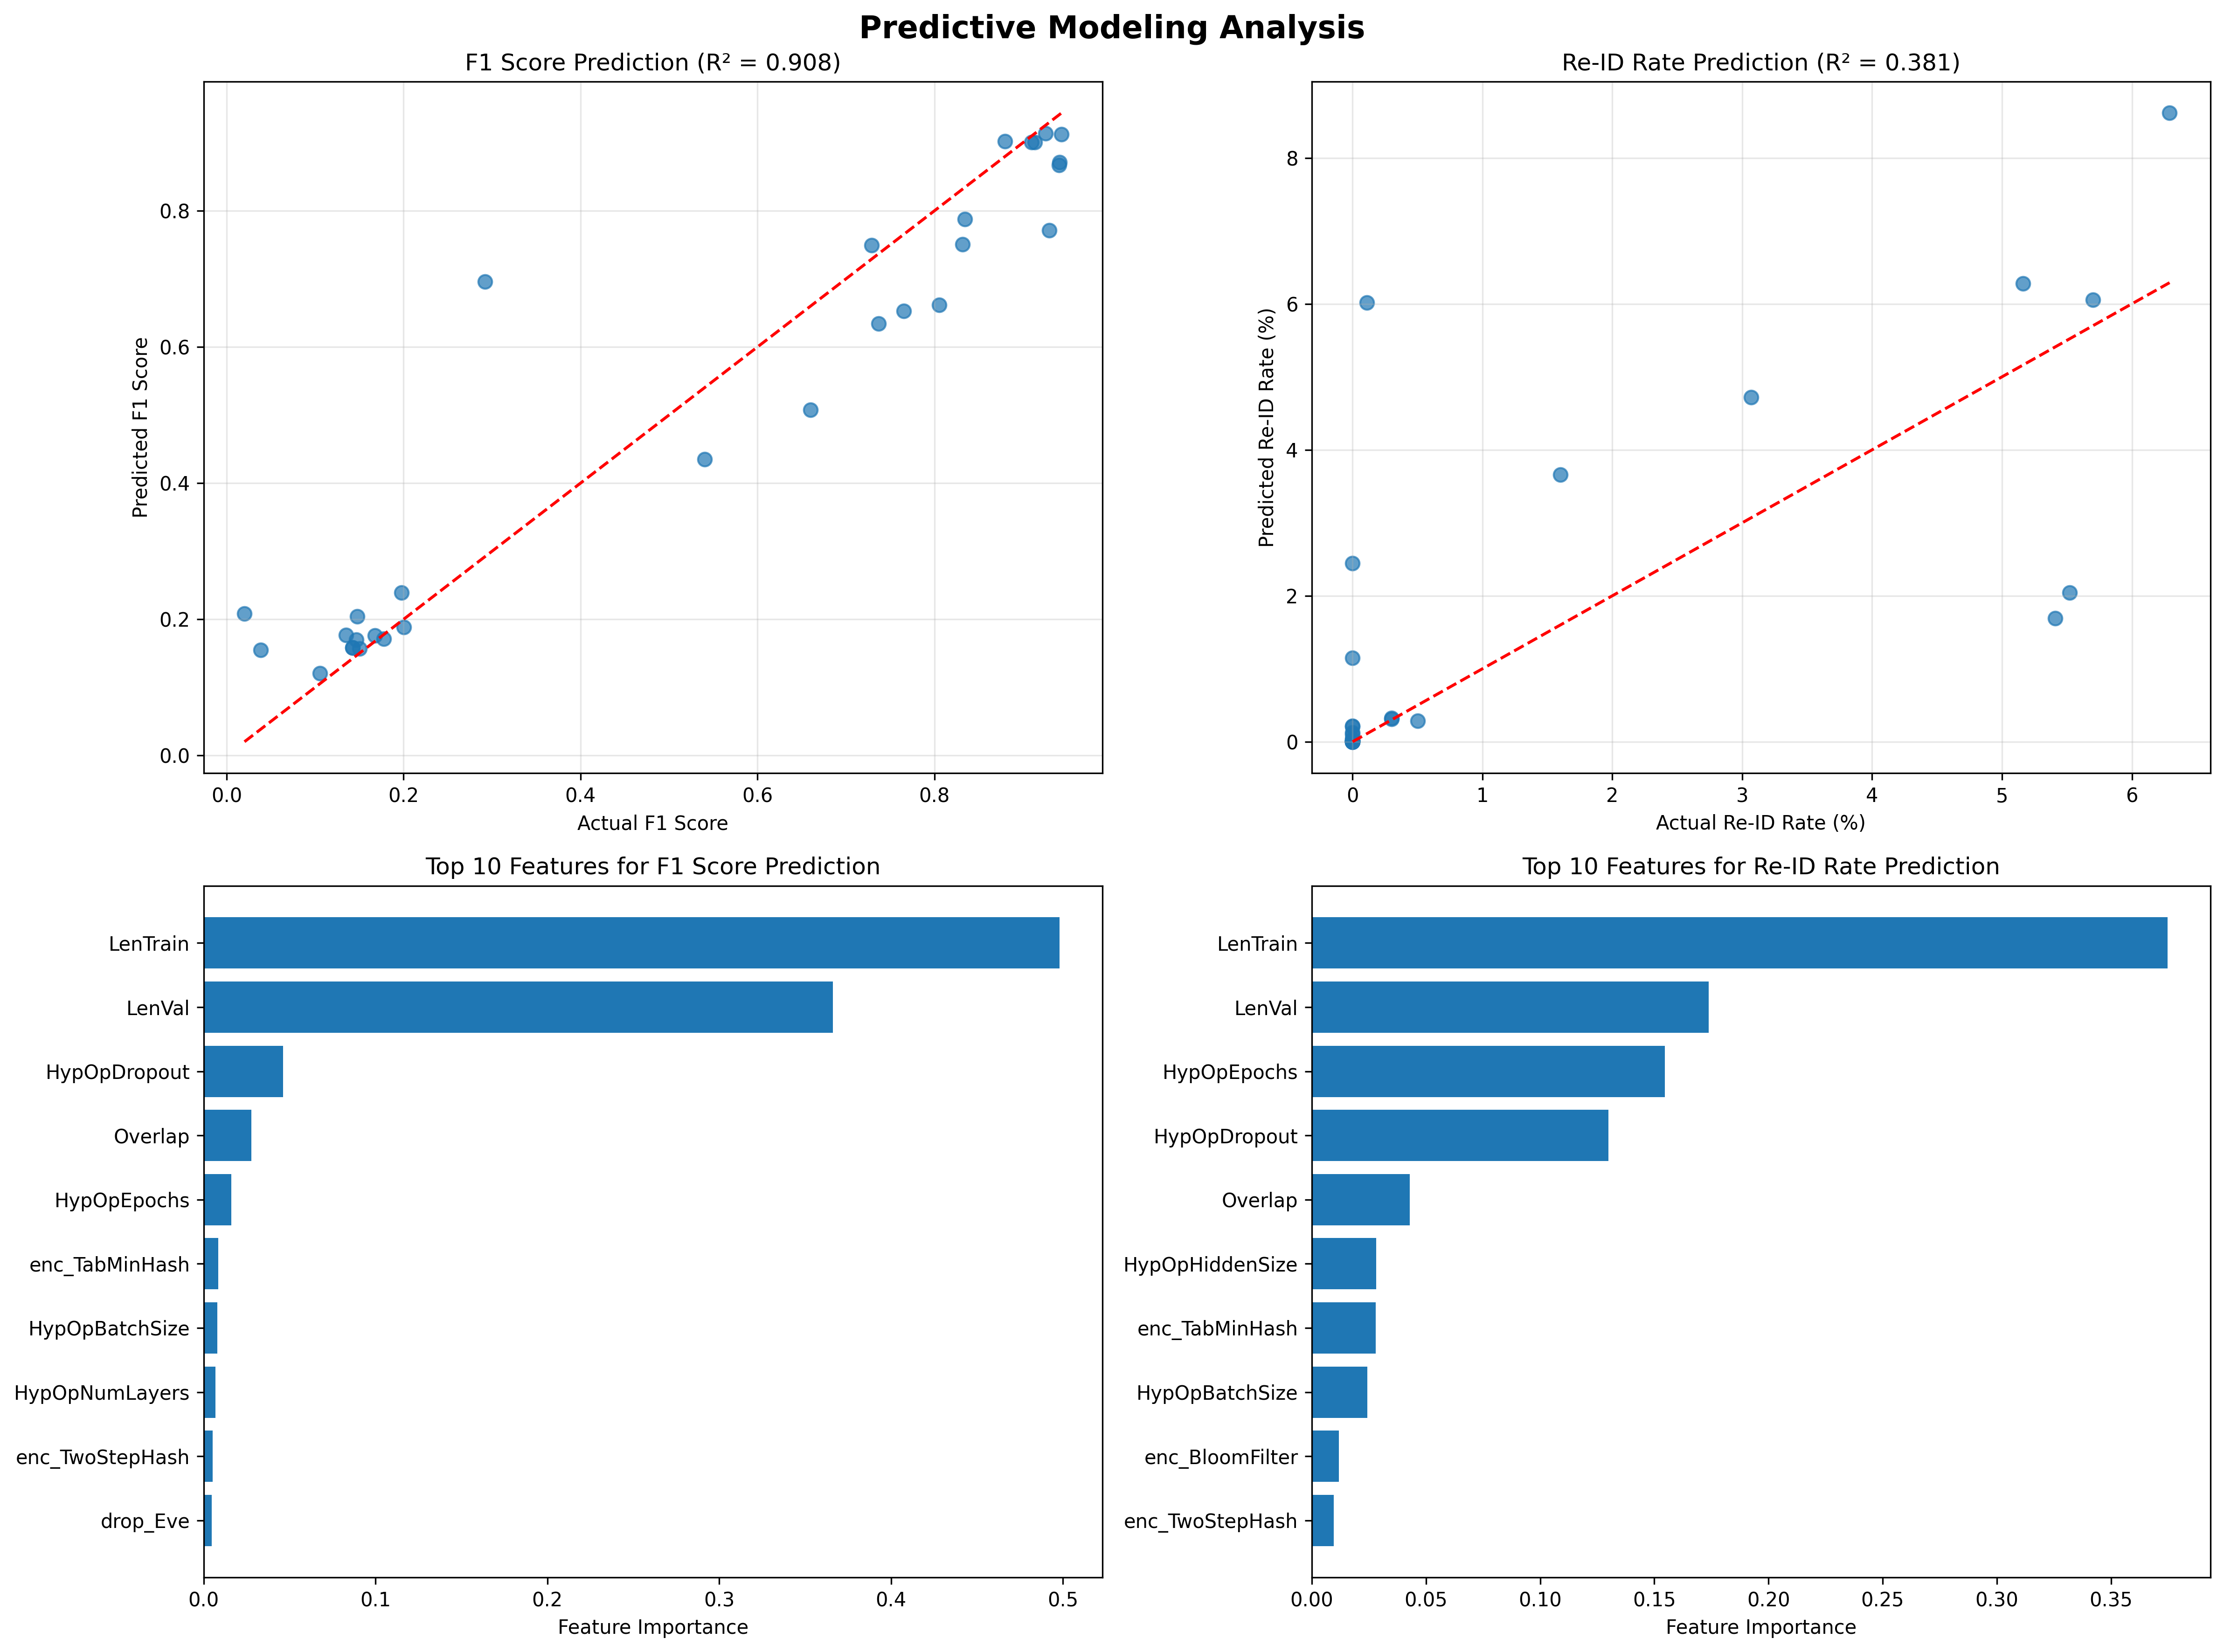 Predictive Modeling Analysis
F1 Score Prediction (R² = 0.908)
Predicted F1 Score
0.8
0.6
0.4
0.2
0.0
0.0 0.2 0.4 0.6 0.8
Actual F1 Score
Re-ID Rate Prediction (R² = 0.381)
Predicted Re-ID Rate (%)
8
6
4
2
0
0 1 2 3 4 5 6
Actual Re-ID Rate (%)
Top 10 Features for F1 Score Prediction
LenTrain
LenVal
HypOpDropout
Overlap
HypOpEpochs
enc_TabMinHash
HypOpBatchSize
HypOpNumLayers
enc_TwoStepHash
drop_Eve
0.0 0.1 0.2 0.3 0.4 0.5
Feature Importance
Top 10 Features for Re-ID Rate Prediction
LenTrain
LenVal
HypOpEpochs
HypOpDropout
Overlap
HypOpHiddenSize
enc_TabMinHash
HypOpBatchSize
enc_BloomFilter
enc_TwoStepHash
0.00 0.05 0.10 0.15 0.20 0.25 0.30 0.35
Feature Importance